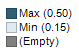 Max (0.50)
Min (0.15)
(Empty)